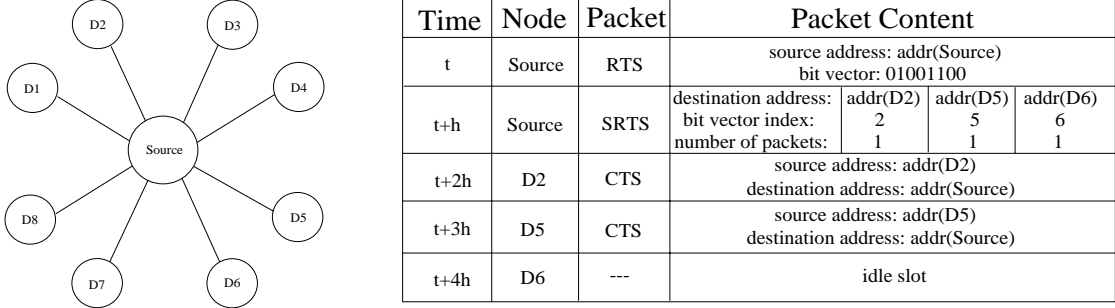 D2
D3
D1
D4
Source
D8
D5
D7
D6
Time Node Packet Packet Content
t Source RTS source address: addr(Source)
bit vector: 01001100
t+h Source SRTS destination address: addr(D2) addr(D5) addr(D6)
bit vector index: 2 5 6
number of packets: 1 1 1
t+2h D2 CTS source address: addr(D2)
destination address: addr(Source)
t+3h D5 CTS source address: addr(D5)
destination address: addr(Source)
t+4h D6 --- idle slot